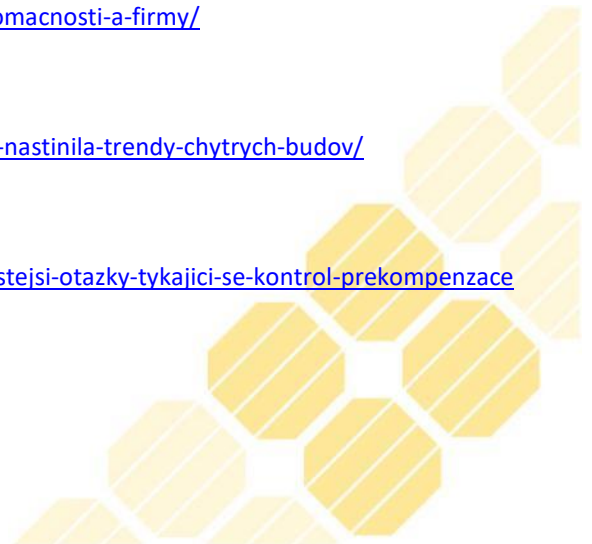 omacnosti-a-firmy/
-nastinila-trendy-chytrych-budov/
stejsi-otazky-tykajici-se-kontrol-prekompenzace